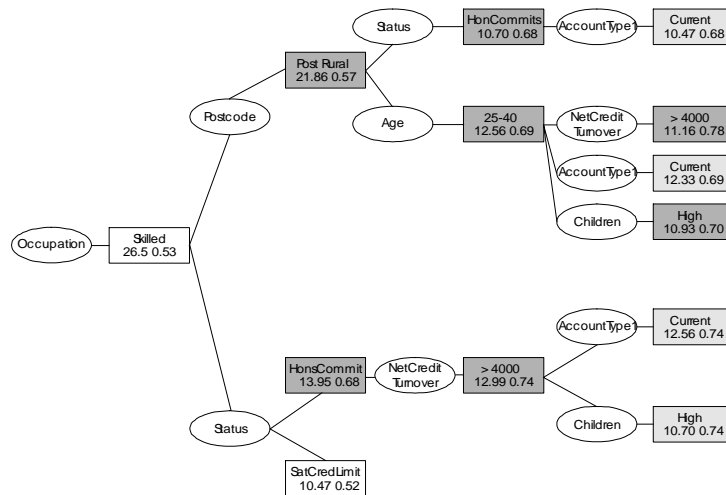 Status
HonCommits
10.70 0.68
AccountType1
Current
10.47 0.68
Post Rural
21.86 0.57
Postcode
Age
25-40
12.56 0.69
NetCredit
Turnover
> 4000
11.16 0.78
AccountType1
Current
12.33 0.69
Children
High
10.93 0.70
Occupation
Skilled
26.5 0.53
AccountType1
Current
12.56 0.74
HonsCommit
13.95 0.68
NetCredit
Turnover
> 4000
12.99 0.74
Status
Children
High
10.70 0.74
SatCredLimit
10.47 0.52